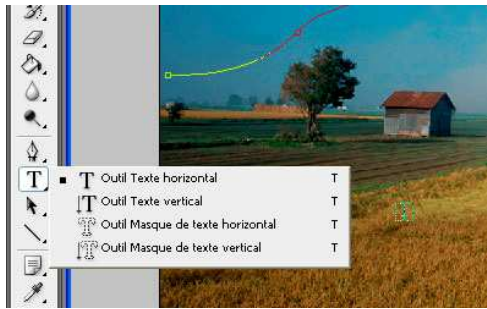 T
T Outil Texte horizontal T
T Outil Texte vertical T
T Outil Masque de texte horizontal T
T Outil Masque de texte vertical T